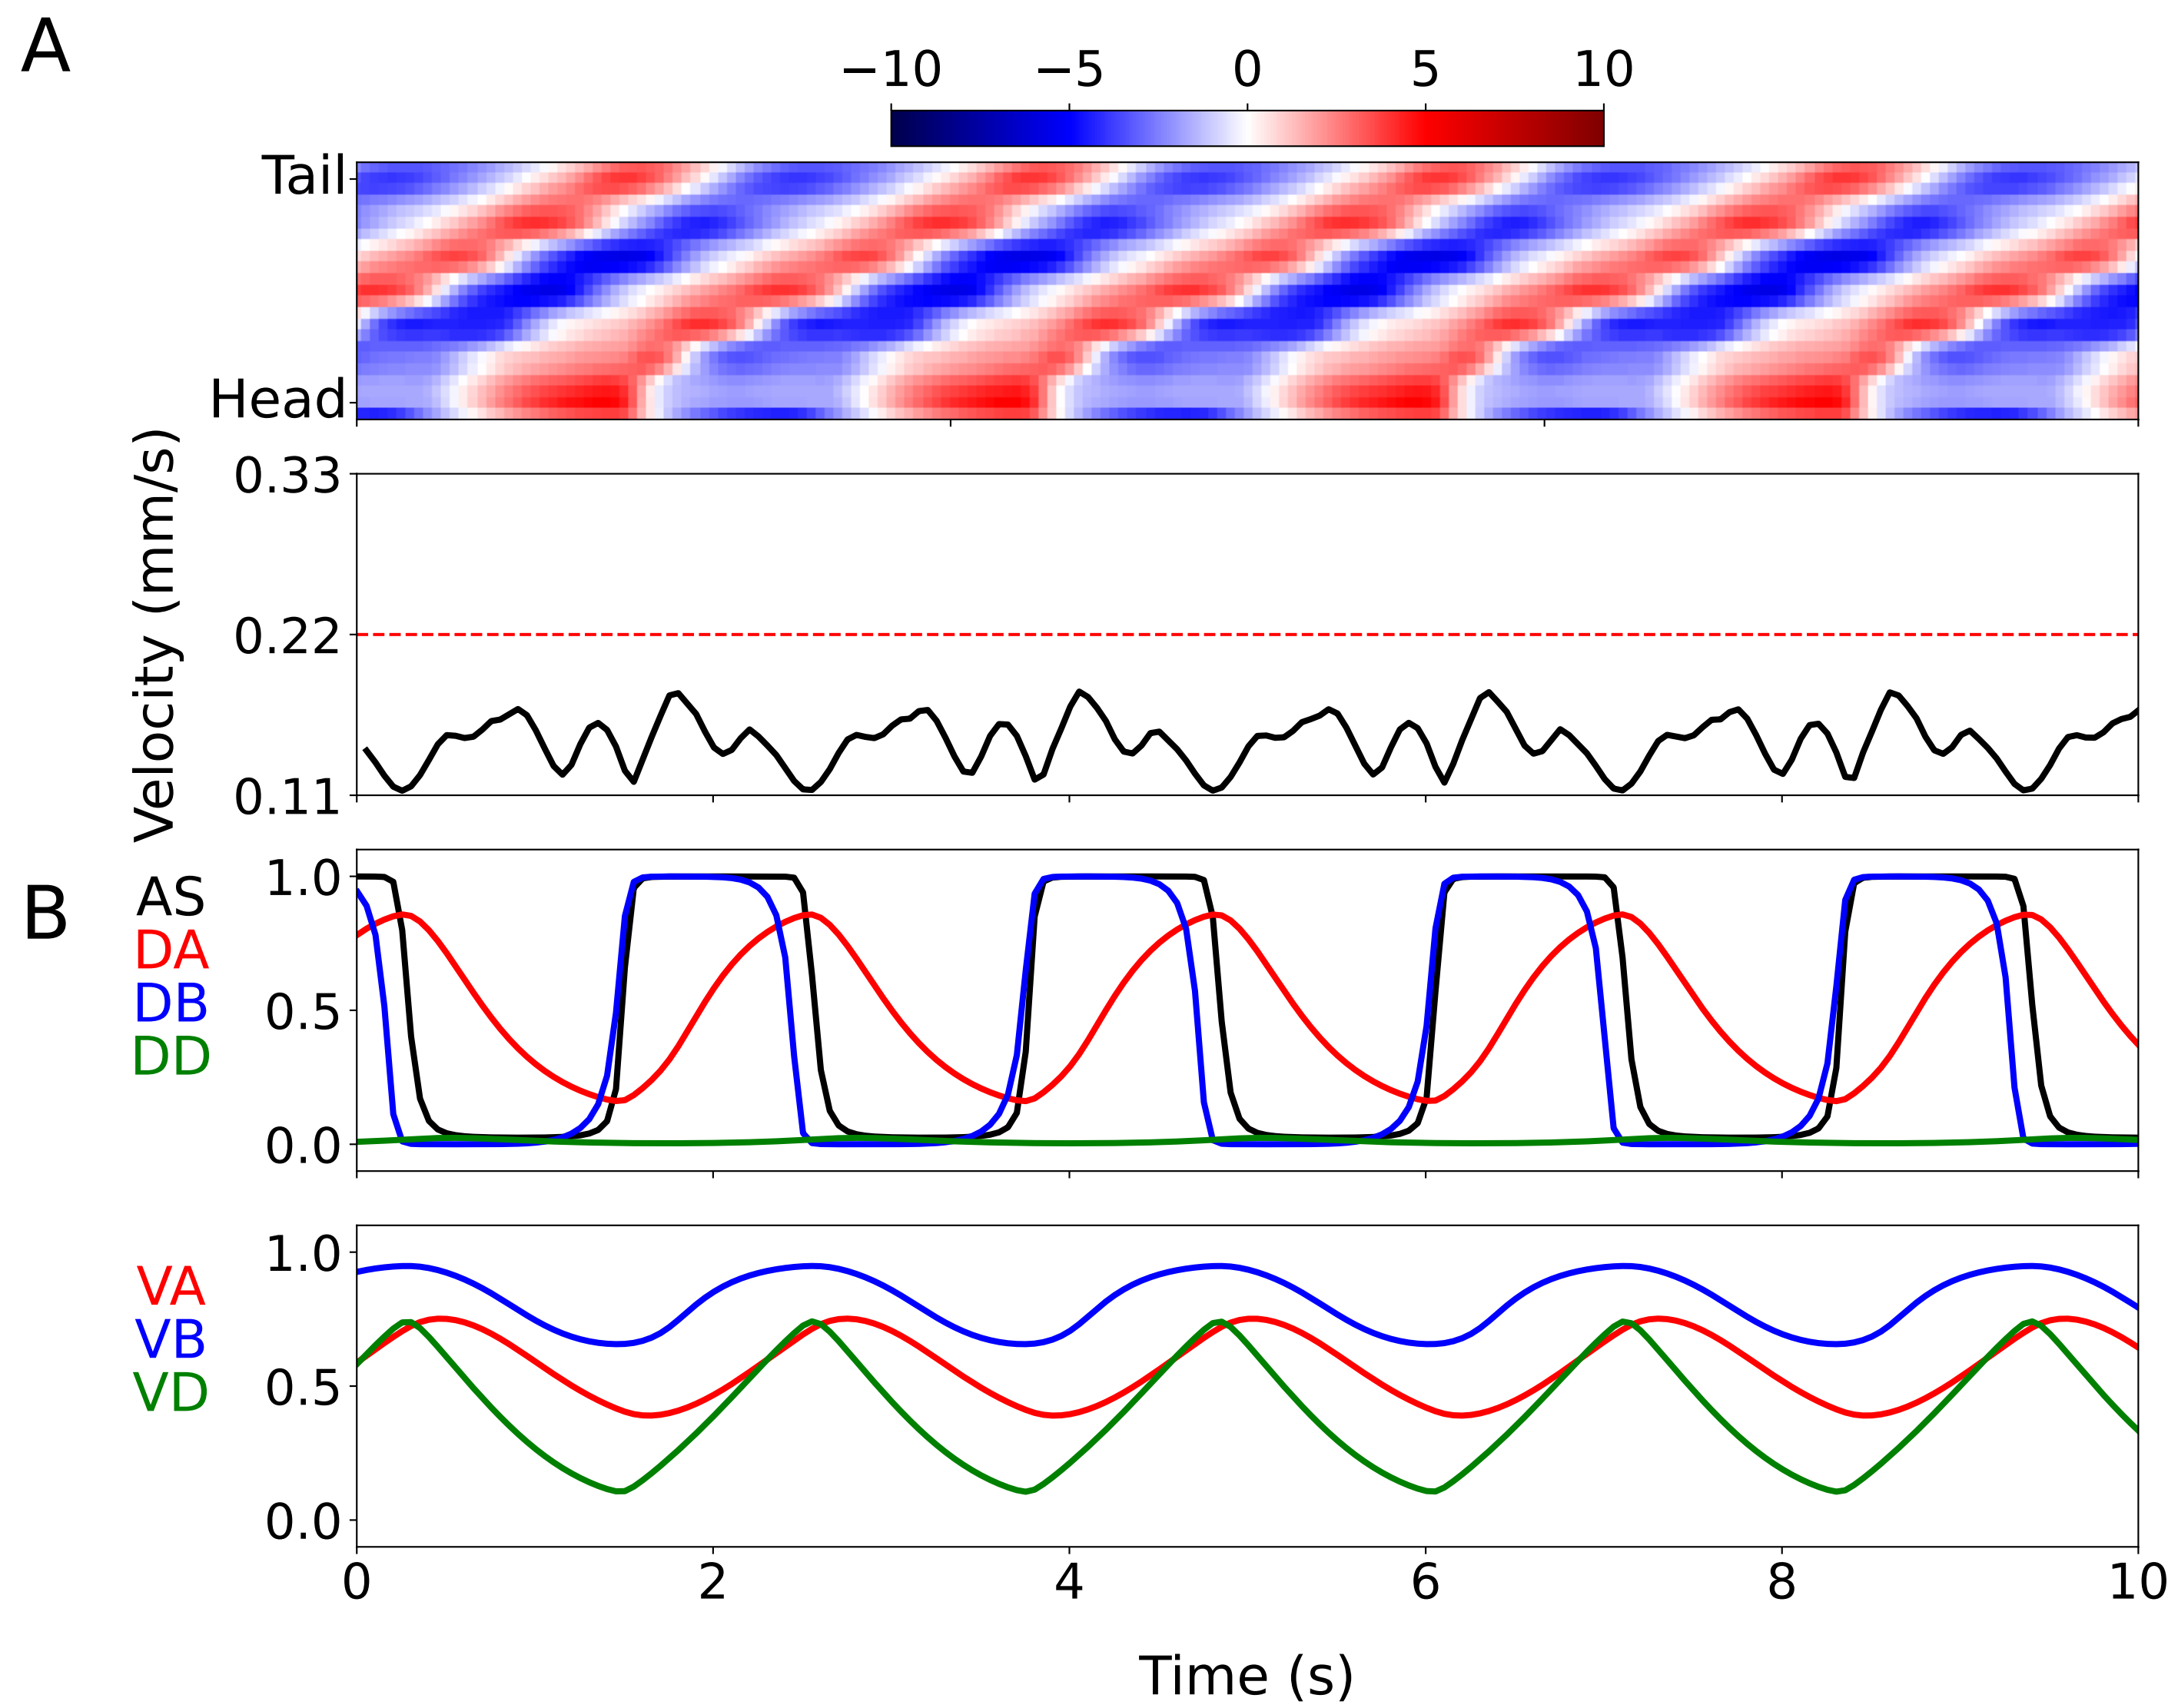 A
−10 −5 0 5 10
Tail
Head
Velocity (mm/s)
0.33
0.22
0.11
B
AS
DA
DB
DD
1.0
0.5
0.0
VA
VB
VD
1.0
0.5
0.0
0 2 4 6 8 10
Time (s)